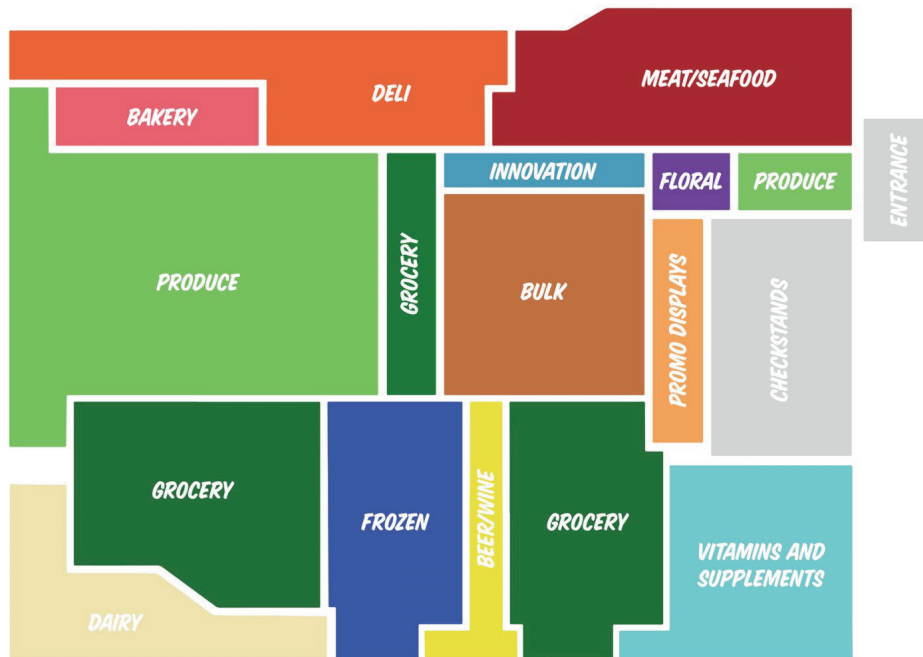 MEAT/SEAFOOD
DELI
BAKERY
INNOVATION
FLORAL
PRODUCE
ENTRANCE
PRODUCE
GROCERY
BULK
PROMO DISPLAYS
CHECKSTANDS
GROCERY
FROZEN
BEER/WINE
GROCERY
VITAMINS AND
SUPPLEMENTS
DAIRY